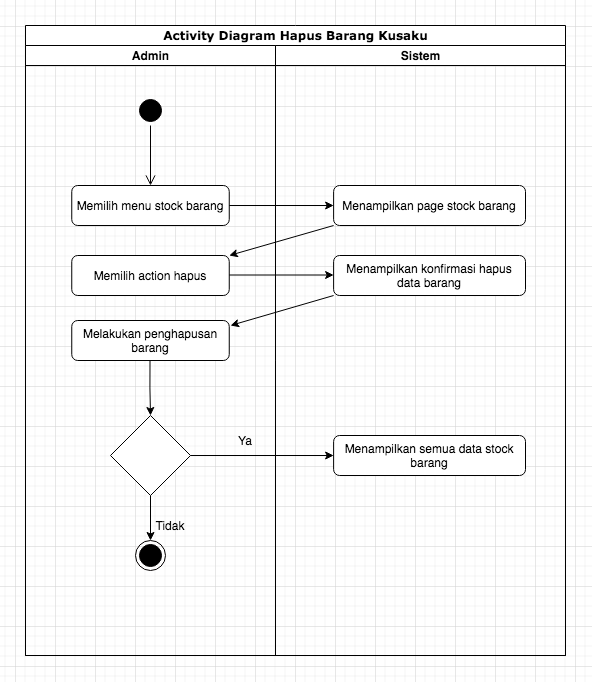 Activity Diagram Hapus Barang Kusaku
Admin
Sistem
Memilih menu stock barang
Menampilkan page stock barang
Memilih action hapus
Menampilkan konfirmasi hapus
data barang
Melakukan penghapusan
barang
Ya
Menampilkan semua data stock
barang
Tidak